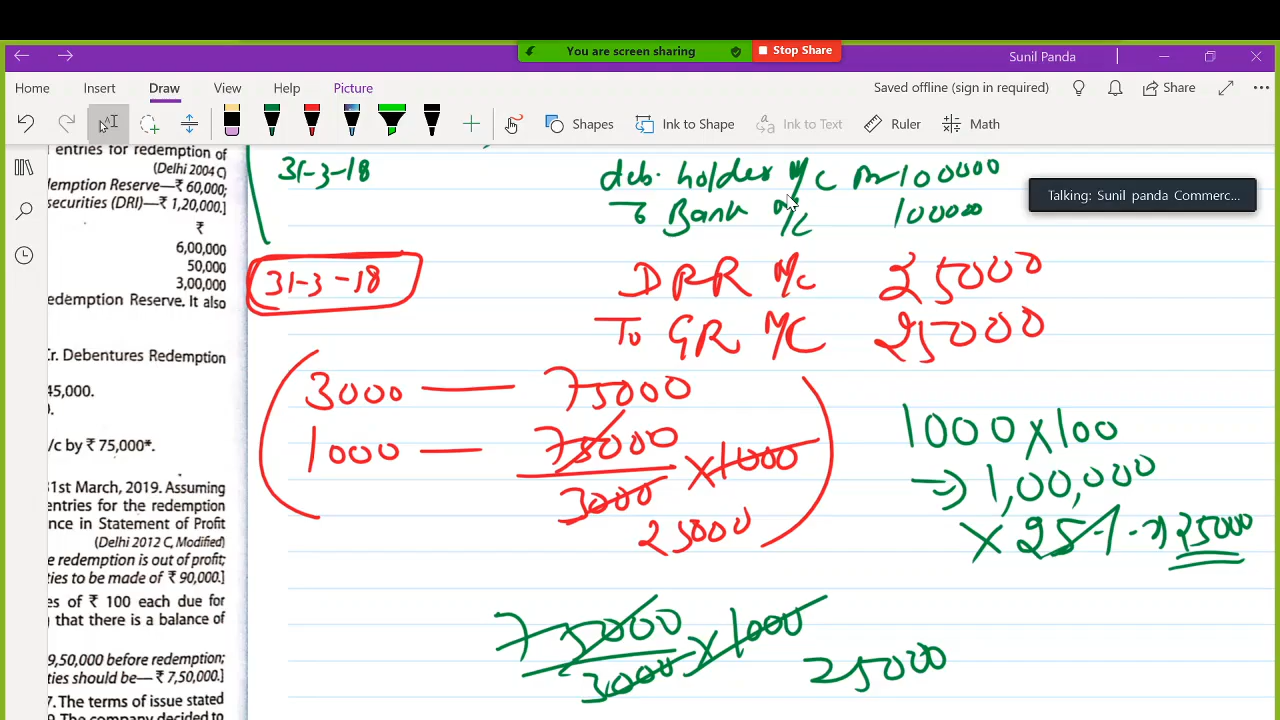 You are screen sharing
Stop Share
Sunil Panda
Home Insert Draw View Help Picture
Saved offline (sign in required) Share
Shapes Ink to Shape Ink to Text Ruler Math
Talking: Sunil panda Commerc...
entries for redemption of
(Delhi 2004 C)
lemption Reserve—₹ 60,000;
securities (DRI)—₹ 1,20,000.]
₹
6,00,000
50,000
3,00,000
edemption Reserve. It also
Cr. Debentures Redemption
45,000.
/c by ₹ 75,000*.
31st March, 2019. Assuming
entries for the redemption
nce in Statement of Profit
(Delhi 2012 C, Modified)
e redemption is out of profit;
ties to be made of ₹ 90,000.]
es of ₹ 100 each due for
that there is a balance of
9,50,000 before redemption;
ties should be— ₹ 7,50,000.]
7. The terms of issue stated
9. The company decided to
31-3-18 deb. holder A/C Dr 100000
To Bank A/C 100000
31-3-18 DRR A/c 25000
To GR A/C 25000
3000 — 75000
1000 — 75000
3000 × 1000
25000
1000 × 100
⇒ 1,00,000
× 25% ⇒ 25000
75000
3000 × 1000
25000